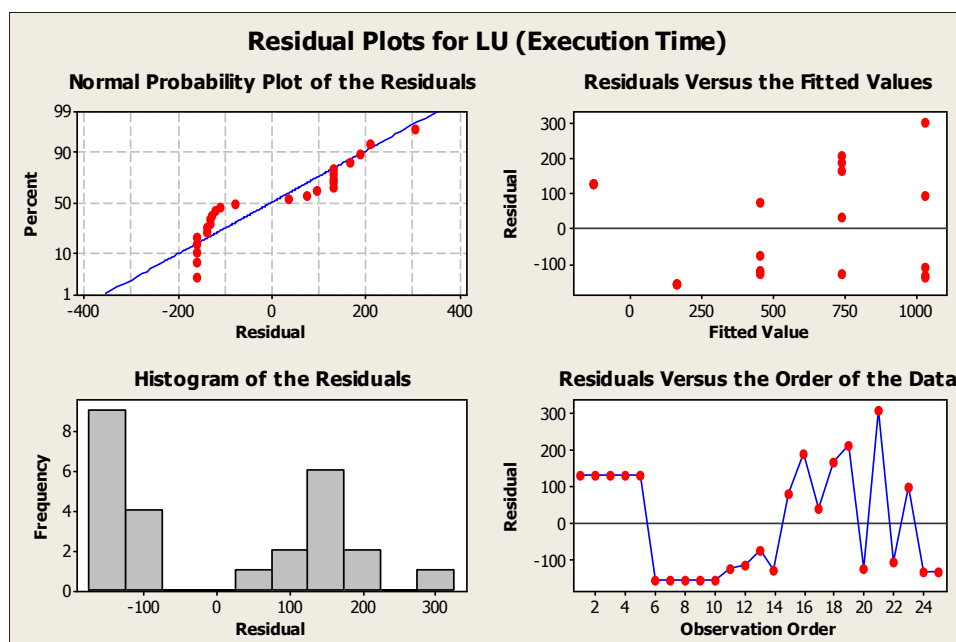 Residual Plots for LU (Execution Time)
Normal Probability Plot of the Residuals
99
90
50
10
1
Percent
-400 -200 0 200 400
Residual
Residuals Versus the Fitted Values
300
200
100
0
-100
Residual
0 250 500 750 1000
Fitted Value
Histogram of the Residuals
8
6
4
2
0
Frequency
-100 0 100 200 300
Residual
Residuals Versus the Order of the Data
300
200
100
0
-100
Residual
2 4 6 8 10 12 14 16 18 20 22 24
Observation Order